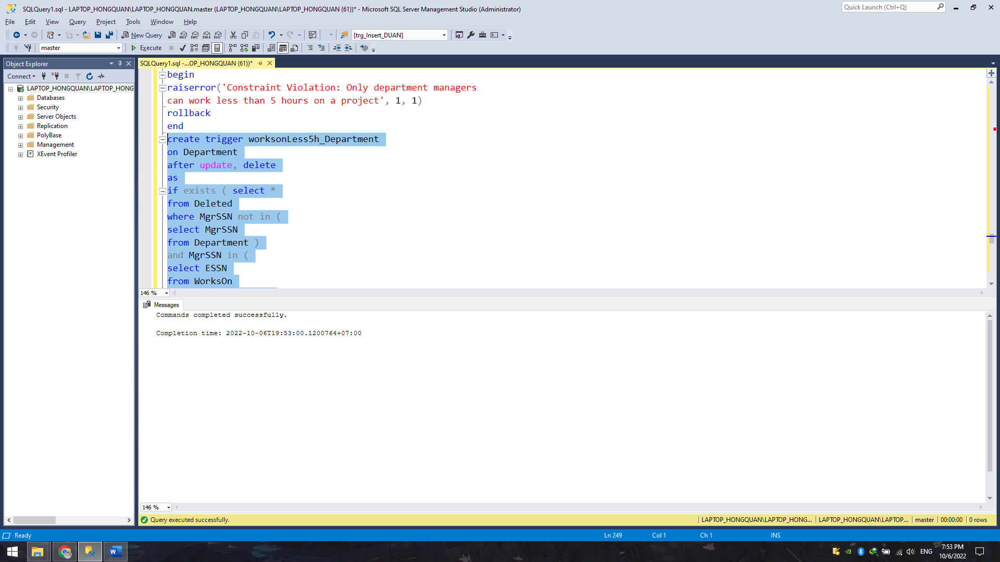 SQLQuery1.sql - LAPTOP_HONGQUAN\LAPTOP_HONGQUAN.master (LAPTOP_HONGQUAN\LAPTOP_HONGQUAN (61))* - Microsoft SQL Server Management Studio (Administrator)
Quick Launch (Ctrl+Q)
File Edit View Query Project Tools Window Help
New Query MDX DMX XMLA DAX [trg_Insert_DUAN]
master Execute
Object Explorer
SQLQuery1.sql -...OP_HONGQUAN (61))*
Connect
LAPTOP_HONGQUAN\LAPTOP_HONG
Databases
Security
Server Objects
Replication
PolyBase
Management
XEvent Profiler
begin
raiserror('Constraint Violation: Only department managers
can work less than 5 hours on a project', 1, 1)
rollback
end
create trigger worksonLess5h_Department
on Department
after update, delete
as
if exists ( select *
from Deleted
where MgrSSN not in (
select MgrSSN
from Department )
and MgrSSN in (
select ESSN
from WorksOn
146 %
Messages
Commands completed successfully.
Completion time: 2022-10-06T19:53:00.1200764+07:00
146 %
Query executed successfully.
LAPTOP_HONGQUAN\LAPTOP_HONG... LAPTOP_HONGQUAN\LAPTOP... master 00:00:00 0 rows
Ready
Ln 249 Col 1 Ch 1 INS
ENG
7:53 PM
10/6/2022